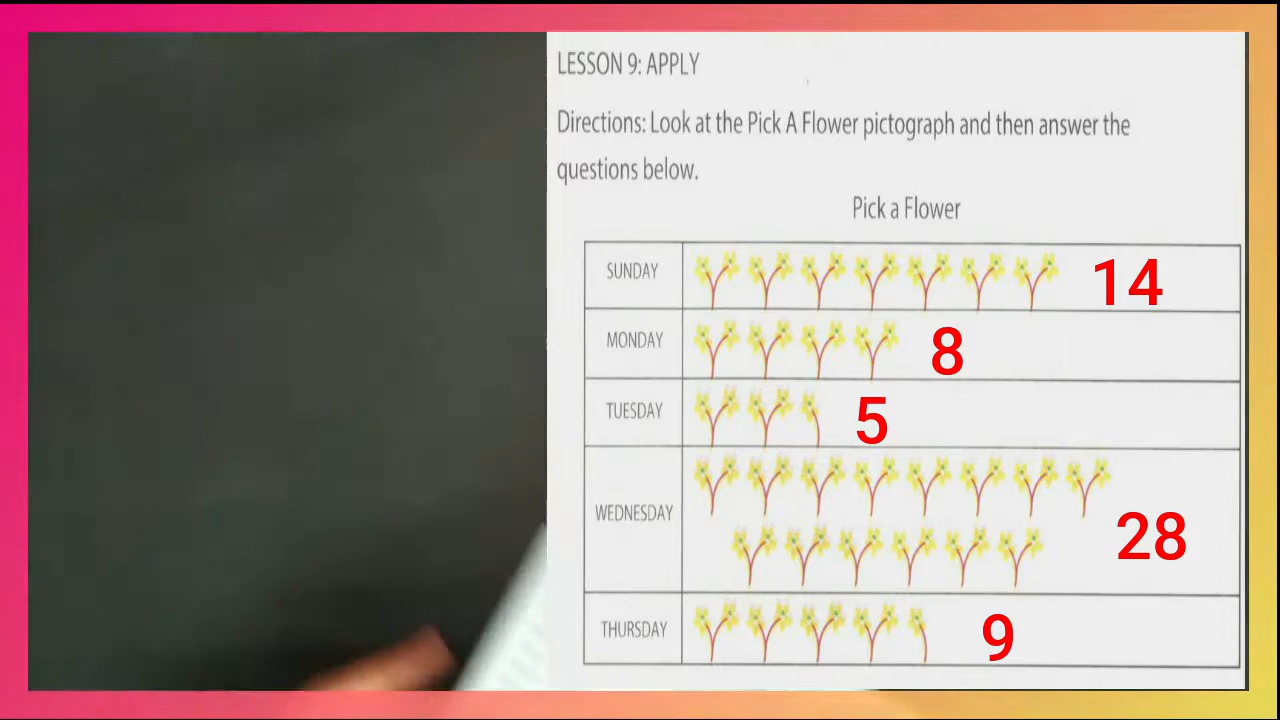 LESSON 9: APPLY
Directions: Look at the Pick A Flower pictograph and then answer the
questions below.
Pick a Flower
SUNDAY 14
MONDAY 8
TUESDAY 5
WEDNESDAY 28
THURSDAY 9